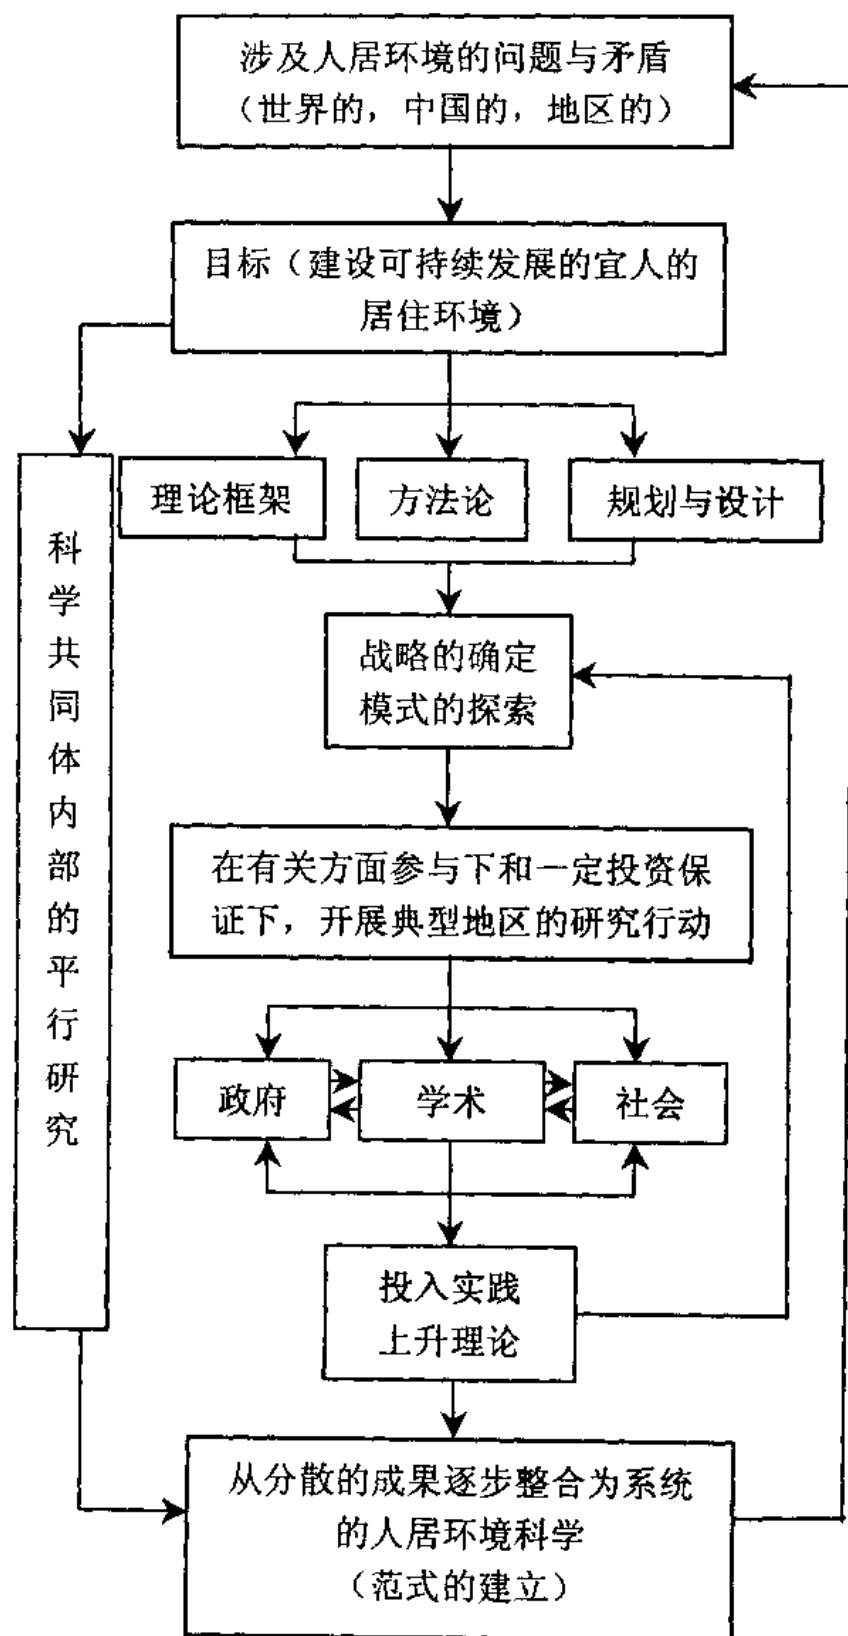 涉及人居环境的问题与矛盾
（世界的，中国的，地区的）
目标（建设可持续发展的宜人的
居住环境）
理论框架
方法论
规划与设计
科学共同体内部的平行研究
战略的确定
模式的探索
在有关方面参与下和一定投资保
证下，开展典型地区的研究行动
政府
学术
社会
投入实践
上升理论
从分散的成果逐步整合为系统
的人居环境科学
（范式的建立）